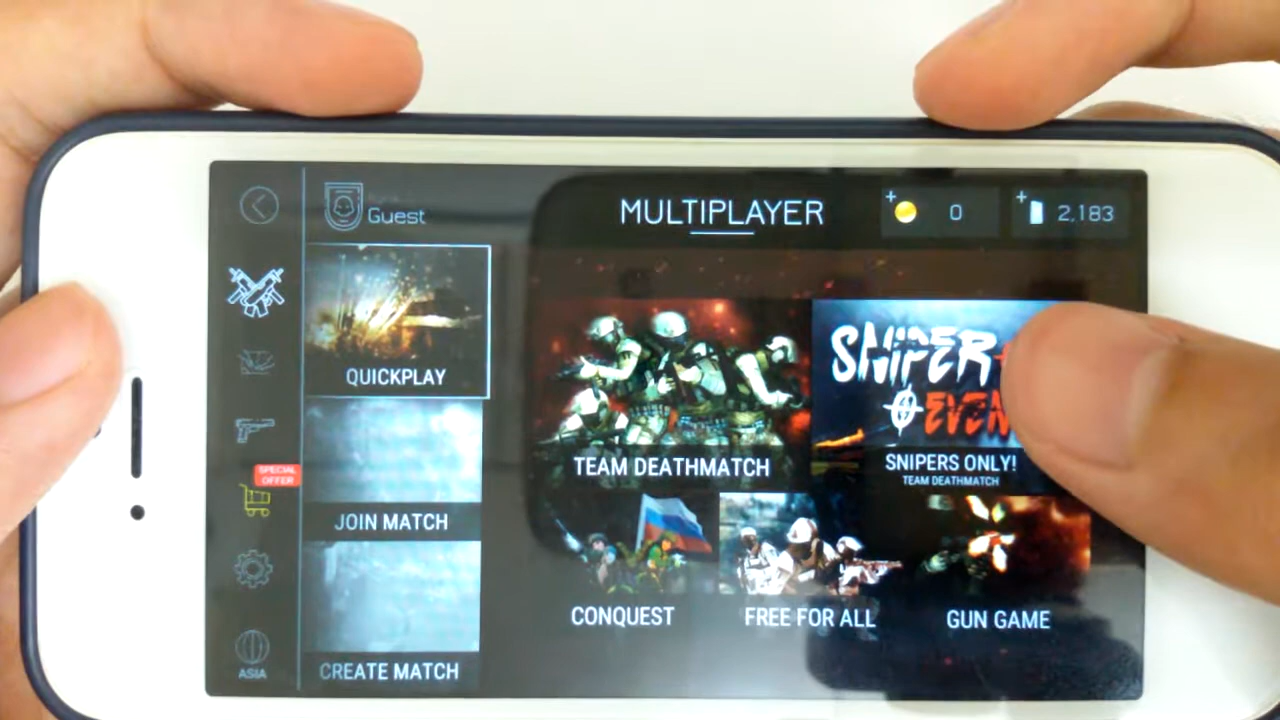 Guest
MULTIPLAYER
0
2,183
QUICKPLAY
JOIN MATCH
CREATE MATCH
SPECIAL
OFFER
ASIA
TEAM DEATHMATCH
SNIPER
EVEN
SNIPERS ONLY!
TEAM DEATHMATCH
CONQUEST
FREE FOR ALL
GUN GAME